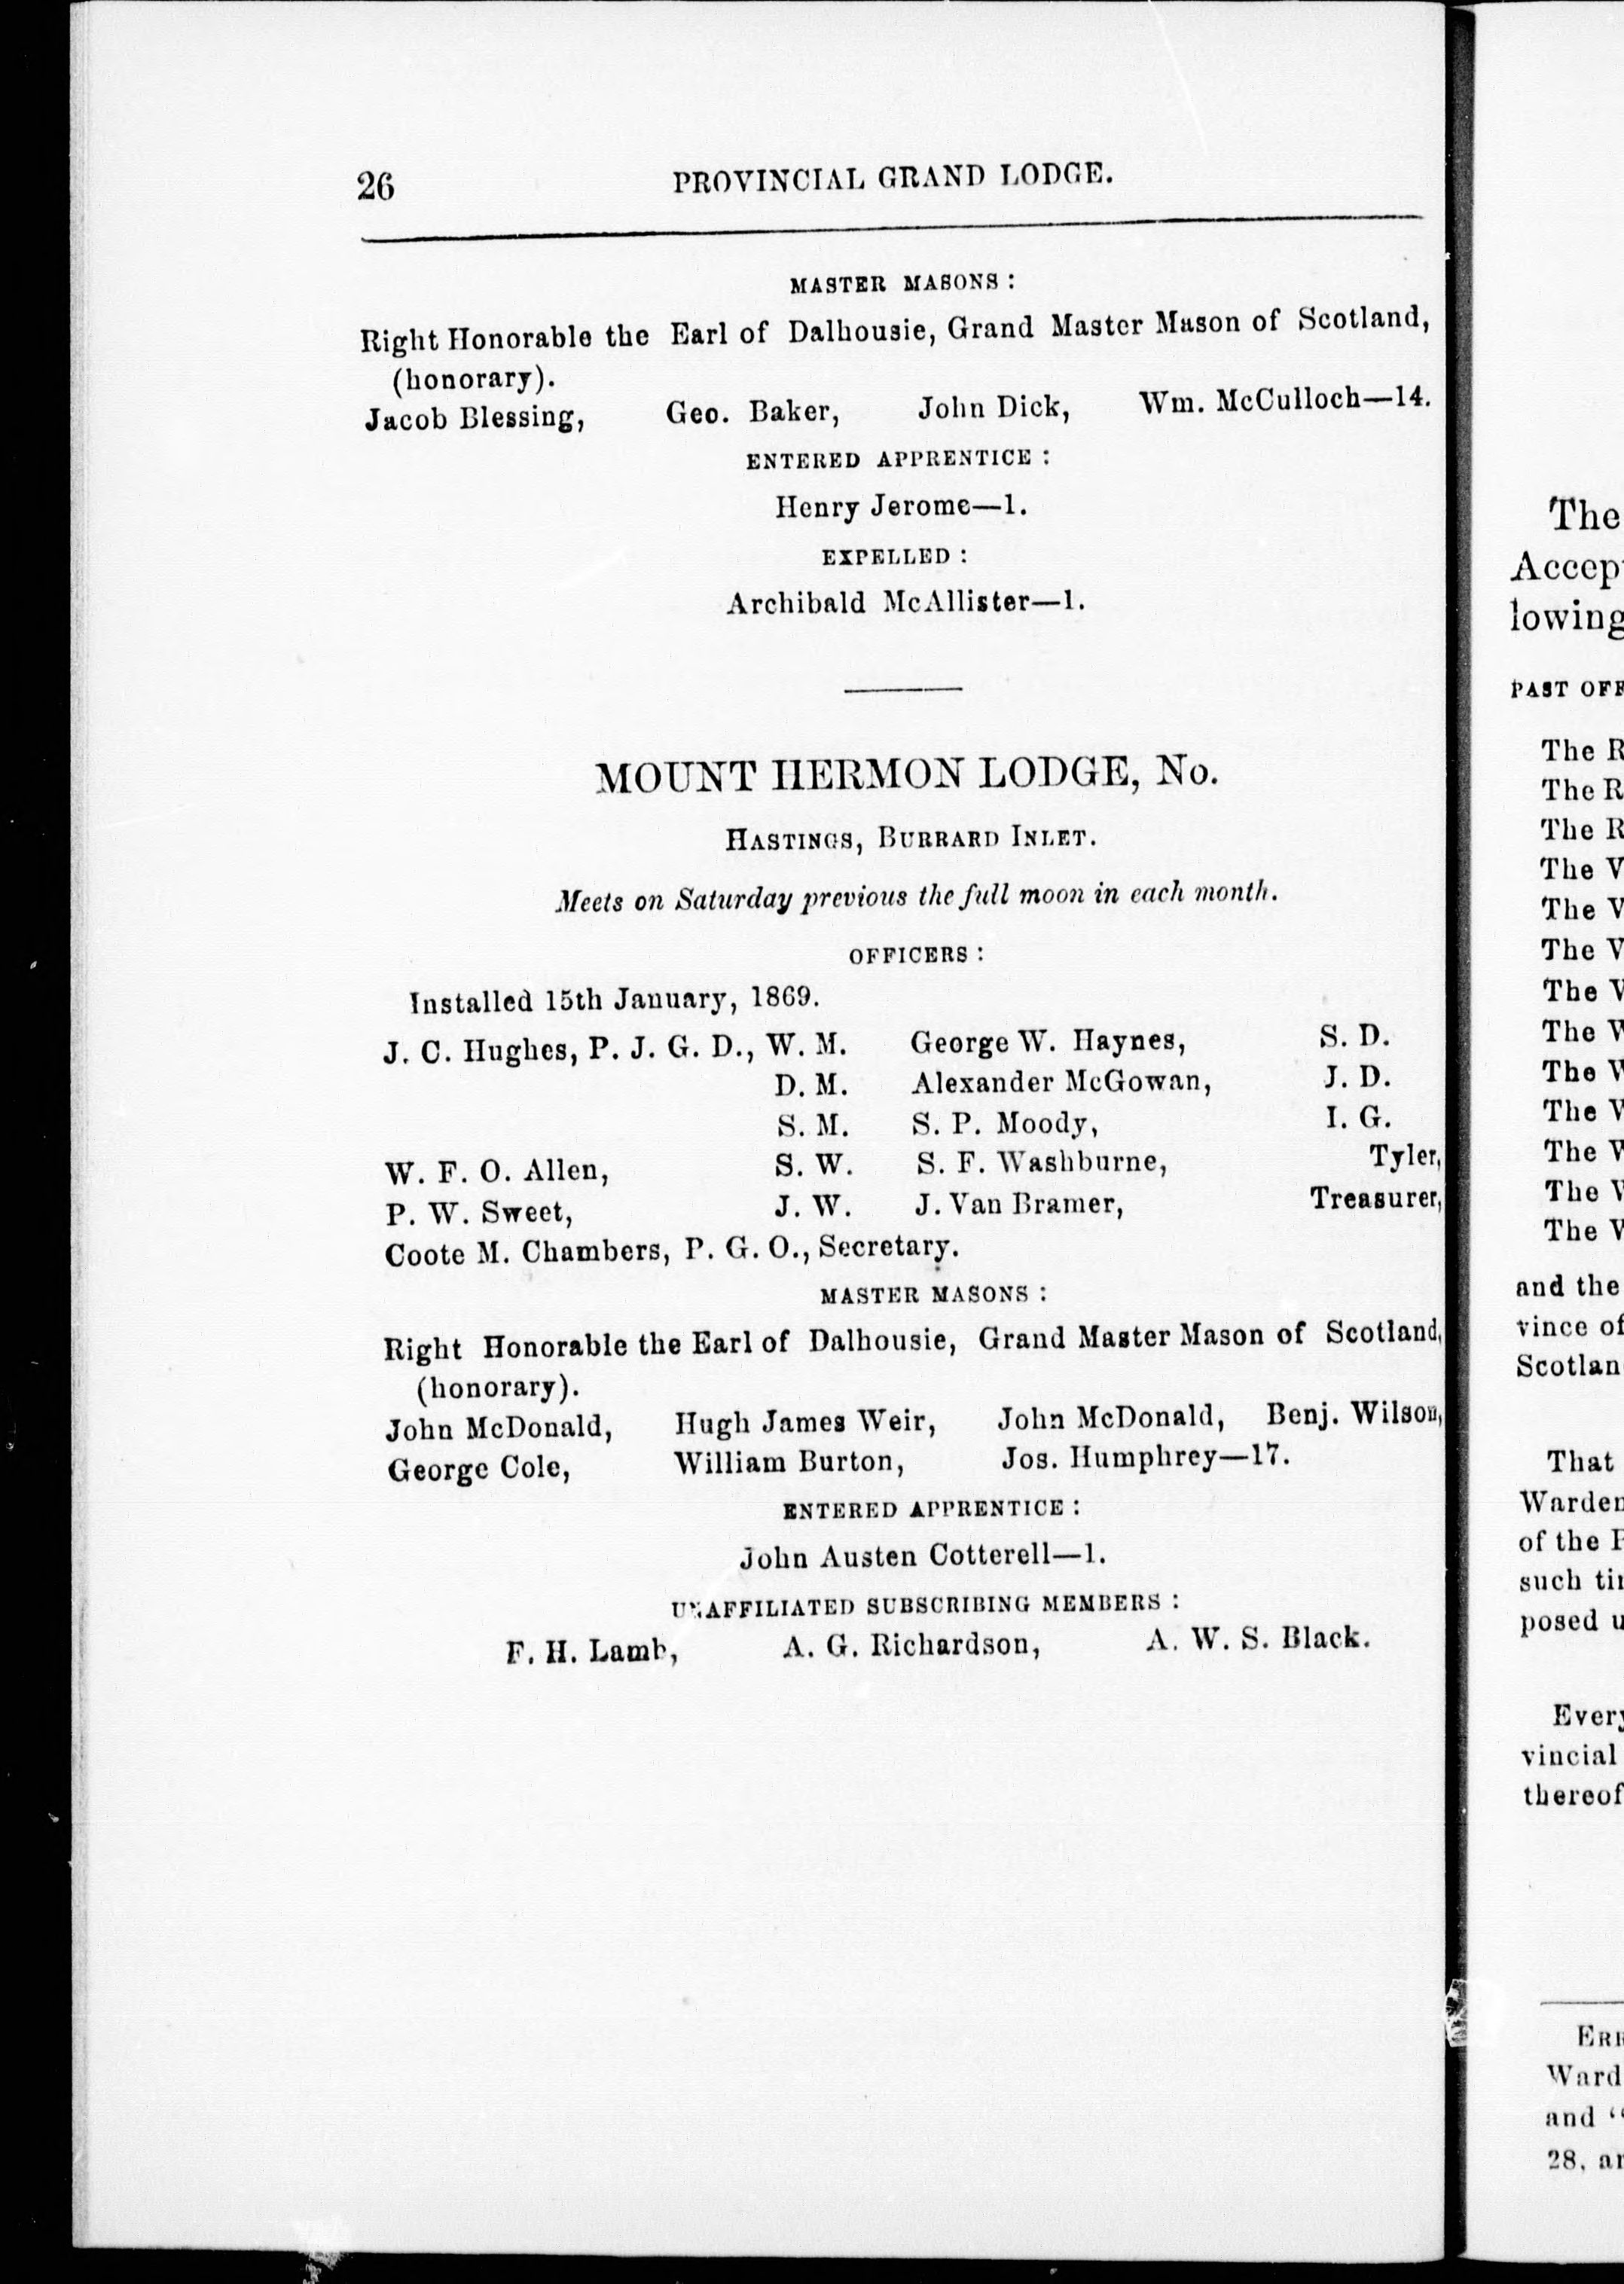 26 PROVINCIAL GRAND LODGE.
MASTER MASONS:
Right Honorable the Earl of Dalhousie, Grand Master Mason of Scotland,
(honorary).
Jacob Blessing, Geo. Baker, John Dick, Wm. McCulloch—14.
ENTERED APPRENTICE:
Henry Jerome—1.
EXPELLED:
Archibald McAllister—1.
MOUNT HERMON LODGE, No.
HASTINGS, BURRARD INLET.
Meets on Saturday previous the full moon in each month.
OFFICERS:
Installed 15th January, 1869.
J. C. Hughes, P. J. G. D., W. M. George W. Haynes, S. D.
D. M. Alexander McGowan, J. D.
S. M. S. P. Moody, I. G.
W. F. O. Allen, S. W. S. F. Washburne, Tyler,
P. W. Sweet, J. W. J. Van Bramer, Treasurer,
Coote M. Chambers, P. G. O., Secretary.
MASTER MASONS:
Right Honorable the Earl of Dalhousie, Grand Master Mason of Scotland,
(honorary).
John McDonald, Hugh James Weir, John McDonald, Benj. Wilson,
George Cole, William Burton, Jos. Humphrey—17.
ENTERED APPRENTICE:
John Austen Cotterell—1.
UNAFFILIATED SUBSCRIBING MEMBERS:
F. H. Lamb, A. G. Richardson, A. W. S. Black.
The
lowing
PAST
The R
The R
The R
The V
The V
The V
The V
The V
The V
The V
The V
The V
The V
and the
vince of
That
of the
such
posed
vincial
thereof
and "
28,